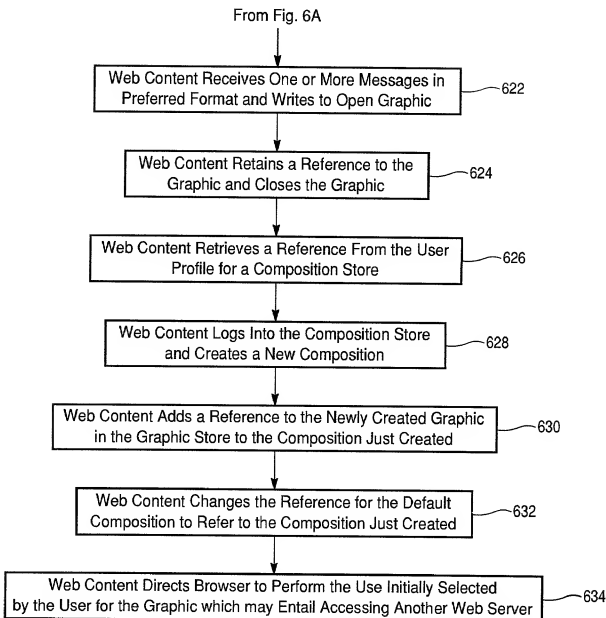 From Fig. 6A
Web Content Receives One or More Messages in
Preferred Format and Writes to Open Graphic
622
Web Content Retains a Reference to the
Graphic and Closes the Graphic
624
Web Content Retrieves a Reference From the User
Profile for a Composition Store
626
Web Content Logs Into the Composition Store
and Creates a New Composition
628
Web Content Adds a Reference to the Newly Created Graphic
in the Graphic Store to the Composition Just Created
630
Web Content Changes the Reference for the Default
Composition to Refer to the Composition Just Created
632
Web Content Directs Browser to Perform the Use Initially Selected
by the User for the Graphic which may Entail Accessing Another Web Server
634